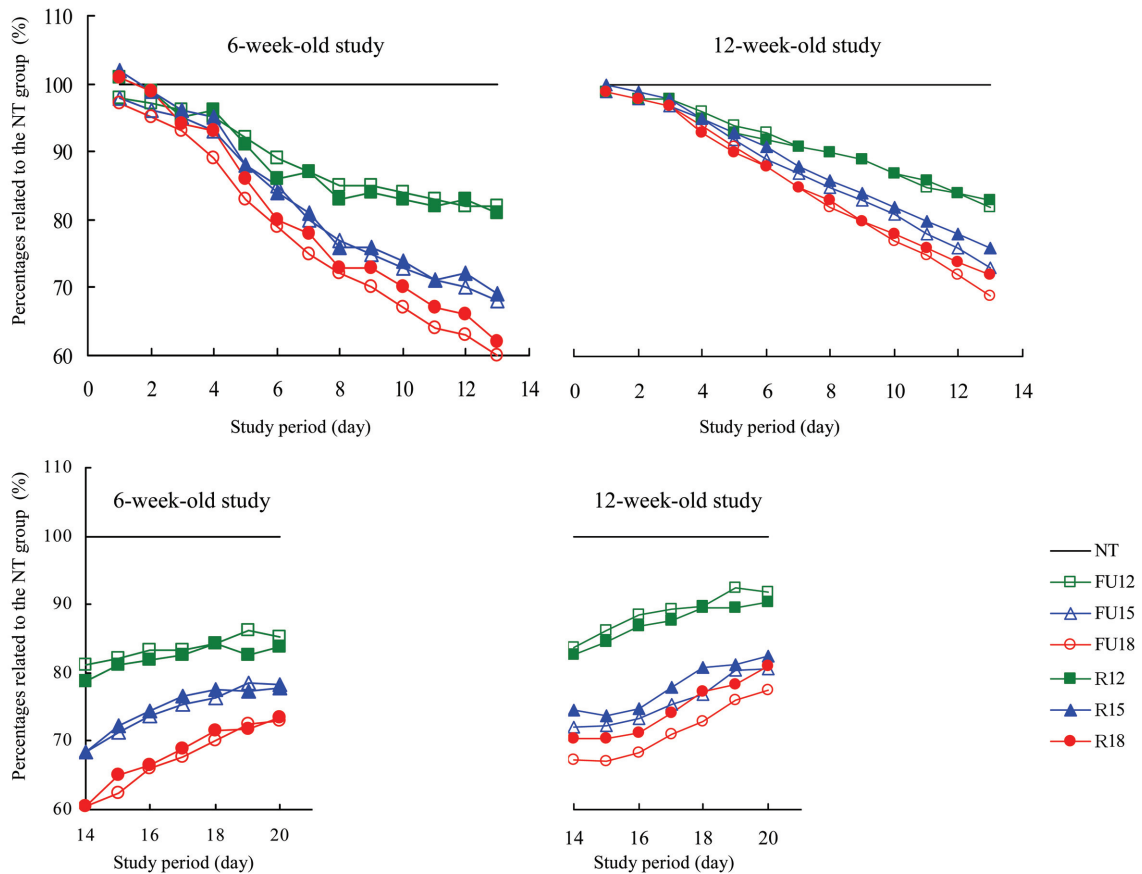 Percentages related to the NT group (%)
110
100
90
80
70
60
6-week-old study
0 2 4 6 8 10 12 14
Study period (day)
12-week-old study
0 2 4 6 8 10 12 14
Study period (day)
Percentages related to the NT group (%)
110
100
90
80
70
60
6-week-old study
14 16 18 20
Study period (day)
12-week-old study
14 16 18 20
Study period (day)
NT
FU12
FU15
FU18
R12
R15
R18